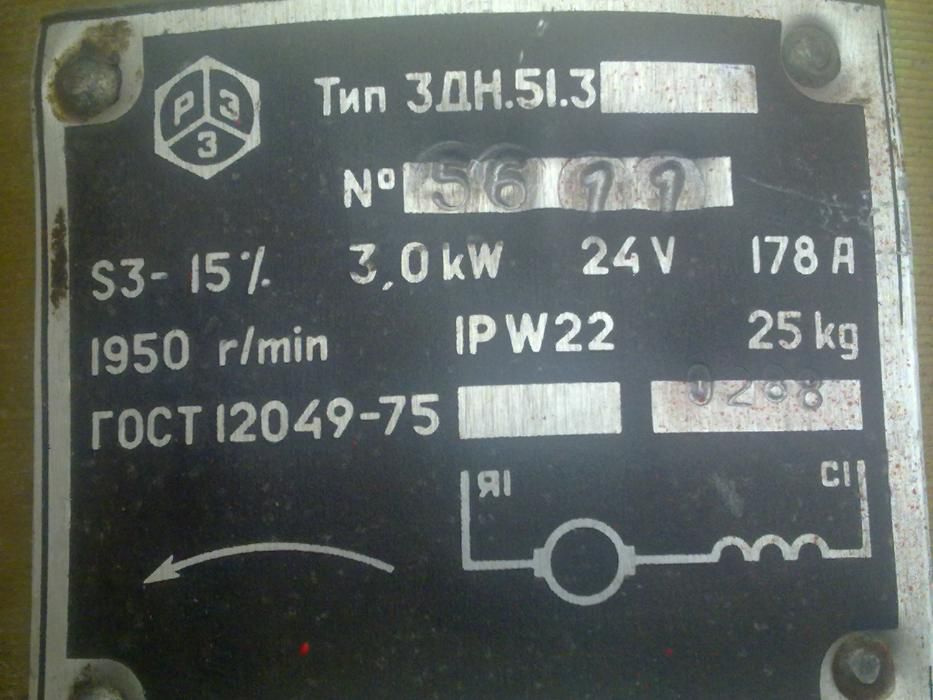 Р З З
Тип 3ДН.51.3
№ 5611
S3- 15% 3,0 kW 24V 178 A
1950 r/min IPW22 25 kg
ГОСТ 12049-75 0288
Я1 С1